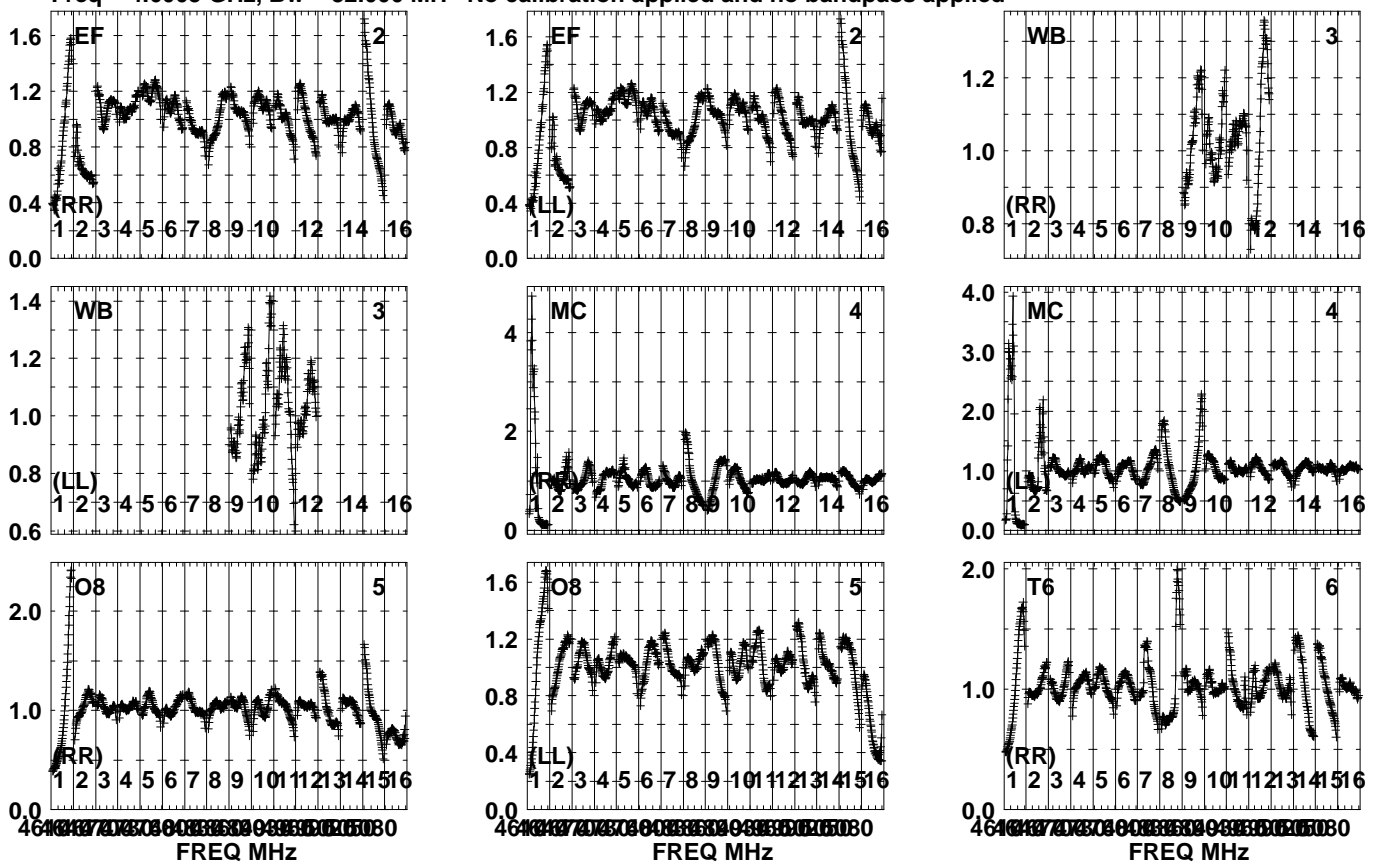 No calibration applied and no bandpass applied
1.6 EF 2
1.2
0.8
0.4 (RR)
1 2 3 4 5 6 7 8 9 10 12 14 16
0.0
1.6 EF 2
1.2
0.8
0.4 (LL)
1 2 3 4 5 6 7 8 9 10 12 14 16
0.0
WB 3
1.2
1.0
(RR)
0.8 1 2 3 4 5 6 7 8 9 10 12 14 16
1.4 WB 3
1.2
1.0
0.8 (LL)
1 2 3 4 5 6 7 8 9 10 12 14 16
0.6
MC 4
4
2
1 2 3 4 5 6 7 8 9 10 12 14 16
0
4.0 MC 4
3.0
2.0
1.0
1 2 3 4 5 6 7 8 9 10 12 14 16
0.0
O8 5
2.0
1.0
(RR)
1 2 3 4 5 6 7 8 9 10 11 12 13 14 15 16
0.0
FREQ MHz
1.6 O8 5
1.2
0.8
0.4 (LL)
1 2 3 4 5 6 7 8 9 10 11 12 13 14 15 16
0.0
FREQ MHz
2.0 T6 6
1.0
(RR)
1 2 3 4 5 6 7 8 9 10 11 12 13 14 15 16
0.0
FREQ MHz